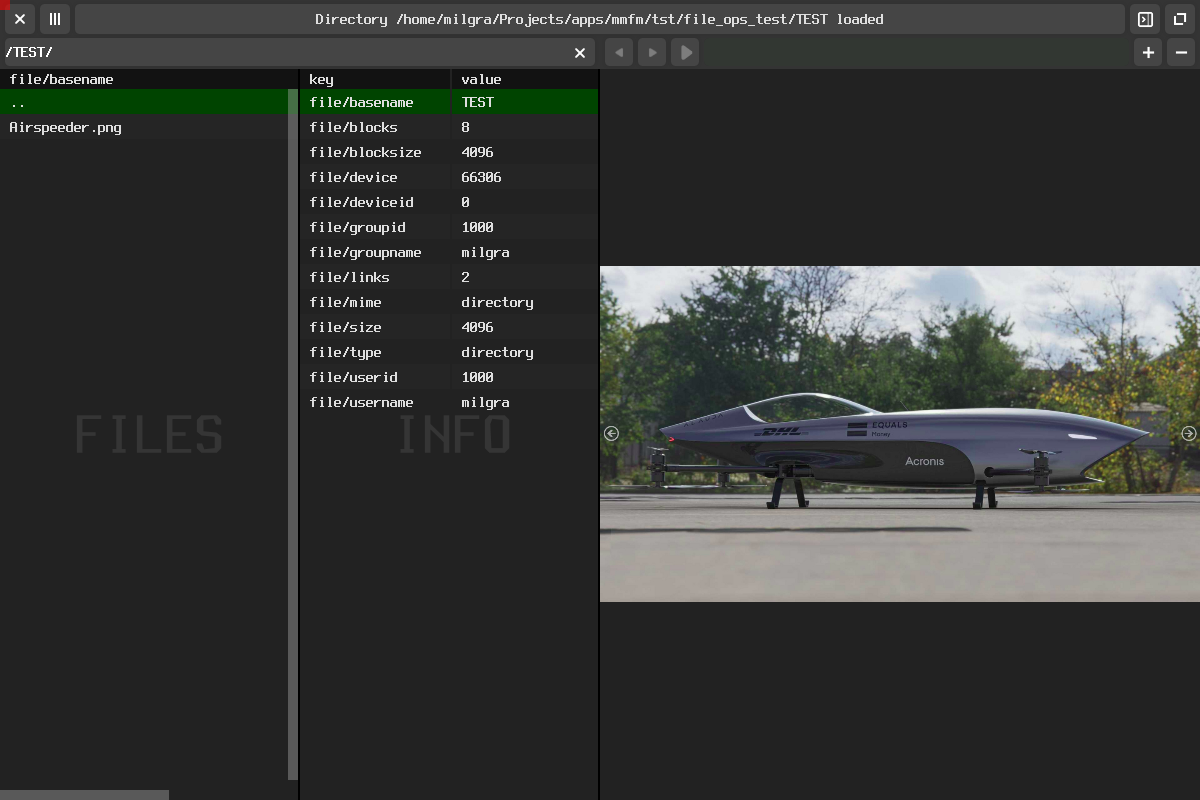 Directory /home/milgra/Projects/apps/mmfm/tst/file_ops_test/TEST loaded
/TEST/
file/basename
..
Airspeeder.png
FILES
key value
file/basename TEST
file/blocks 8
file/blocksize 4096
file/device 66306
file/deviceid 0
file/groupid 1000
file/groupname milgra
file/links 2
file/mime directory
file/size 4096
file/type directory
file/userid 1000
file/username milgra
INFO
DHL
EQUALS
Money
Acronis